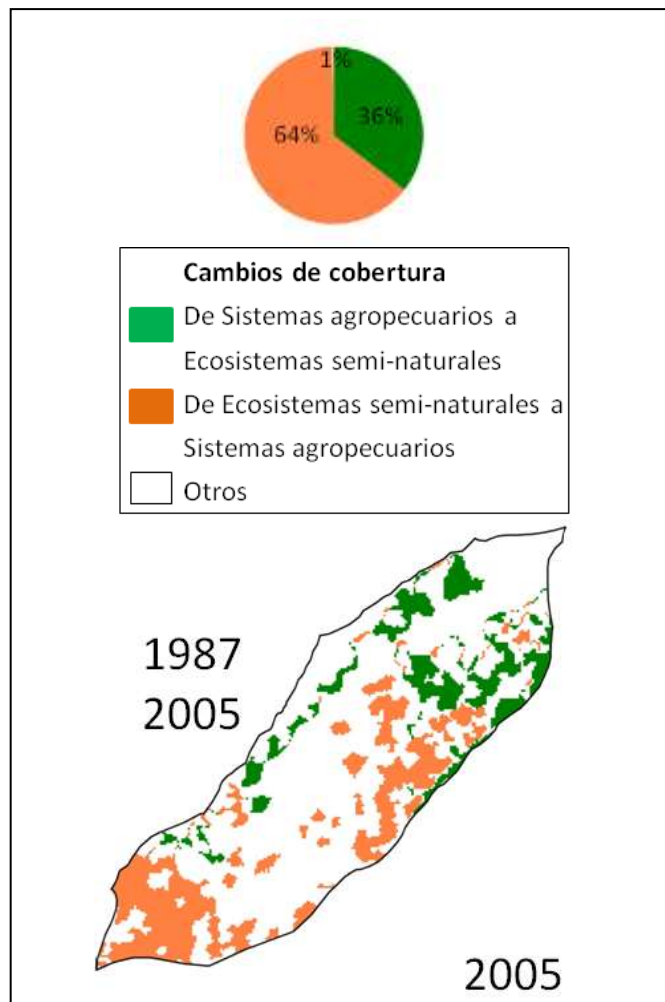 1%
36%
64%
Cambios de cobertura
De Sistemas agropecuarios a
Ecosistemas semi-naturales
De Ecosistemas semi-naturales a
Sistemas agropecuarios
Otros
1987
2005
2005